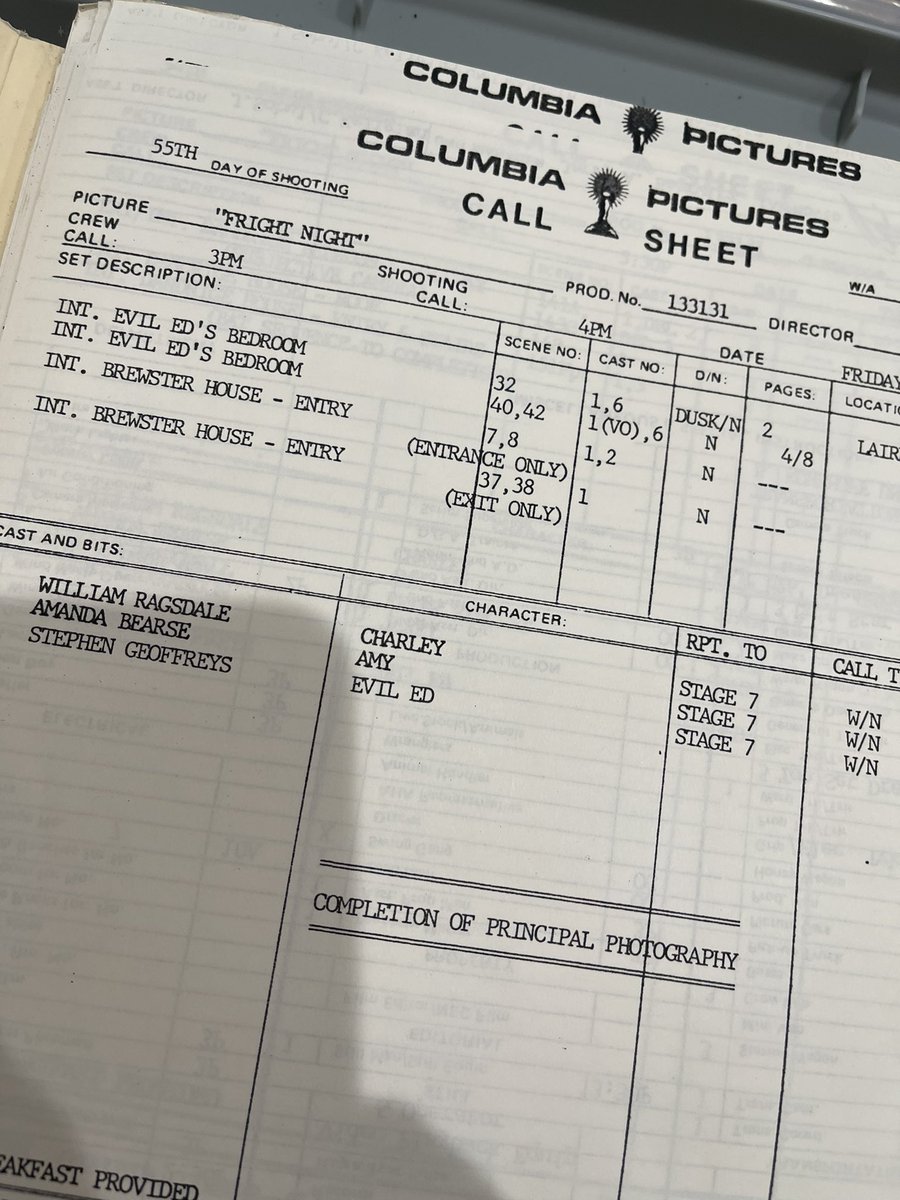 COLUMBIA PICTURES
COLUMBIA PICTURES
CALL SHEET
55TH DAY OF SHOOTING
PICTURE "FRIGHT NIGHT" PROD. No. 133131 DIRECTOR
W/A
CREW CALL: 3PM SHOOTING CALL: 4PM DATE FRIDAY
SET DESCRIPTION: SCENE NO: CAST NO: D/N: PAGES: LOCATI
INT. EVIL ED'S BEDROOM 32 1,6 DUSK/N 2 LAIR
INT. EVIL ED'S BEDROOM 40,42 1(VO),6 N 4/8
INT. BREWSTER HOUSE - ENTRY 7,8 1,2 N ---
(ENTRANCE ONLY)
INT. BREWSTER HOUSE - ENTRY 37,38 1 N ---
(EXIT ONLY)
CAST AND BITS: CHARACTER: RPT. TO CALL T
WILLIAM RAGSDALE CHARLEY STAGE 7 W/N
AMANDA BEARSE AMY STAGE 7 W/N
STEPHEN GEOFFREYS EVIL ED STAGE 7 W/N
COMPLETION OF PRINCIPAL PHOTOGRAPHY
EAKFAST PROVIDED